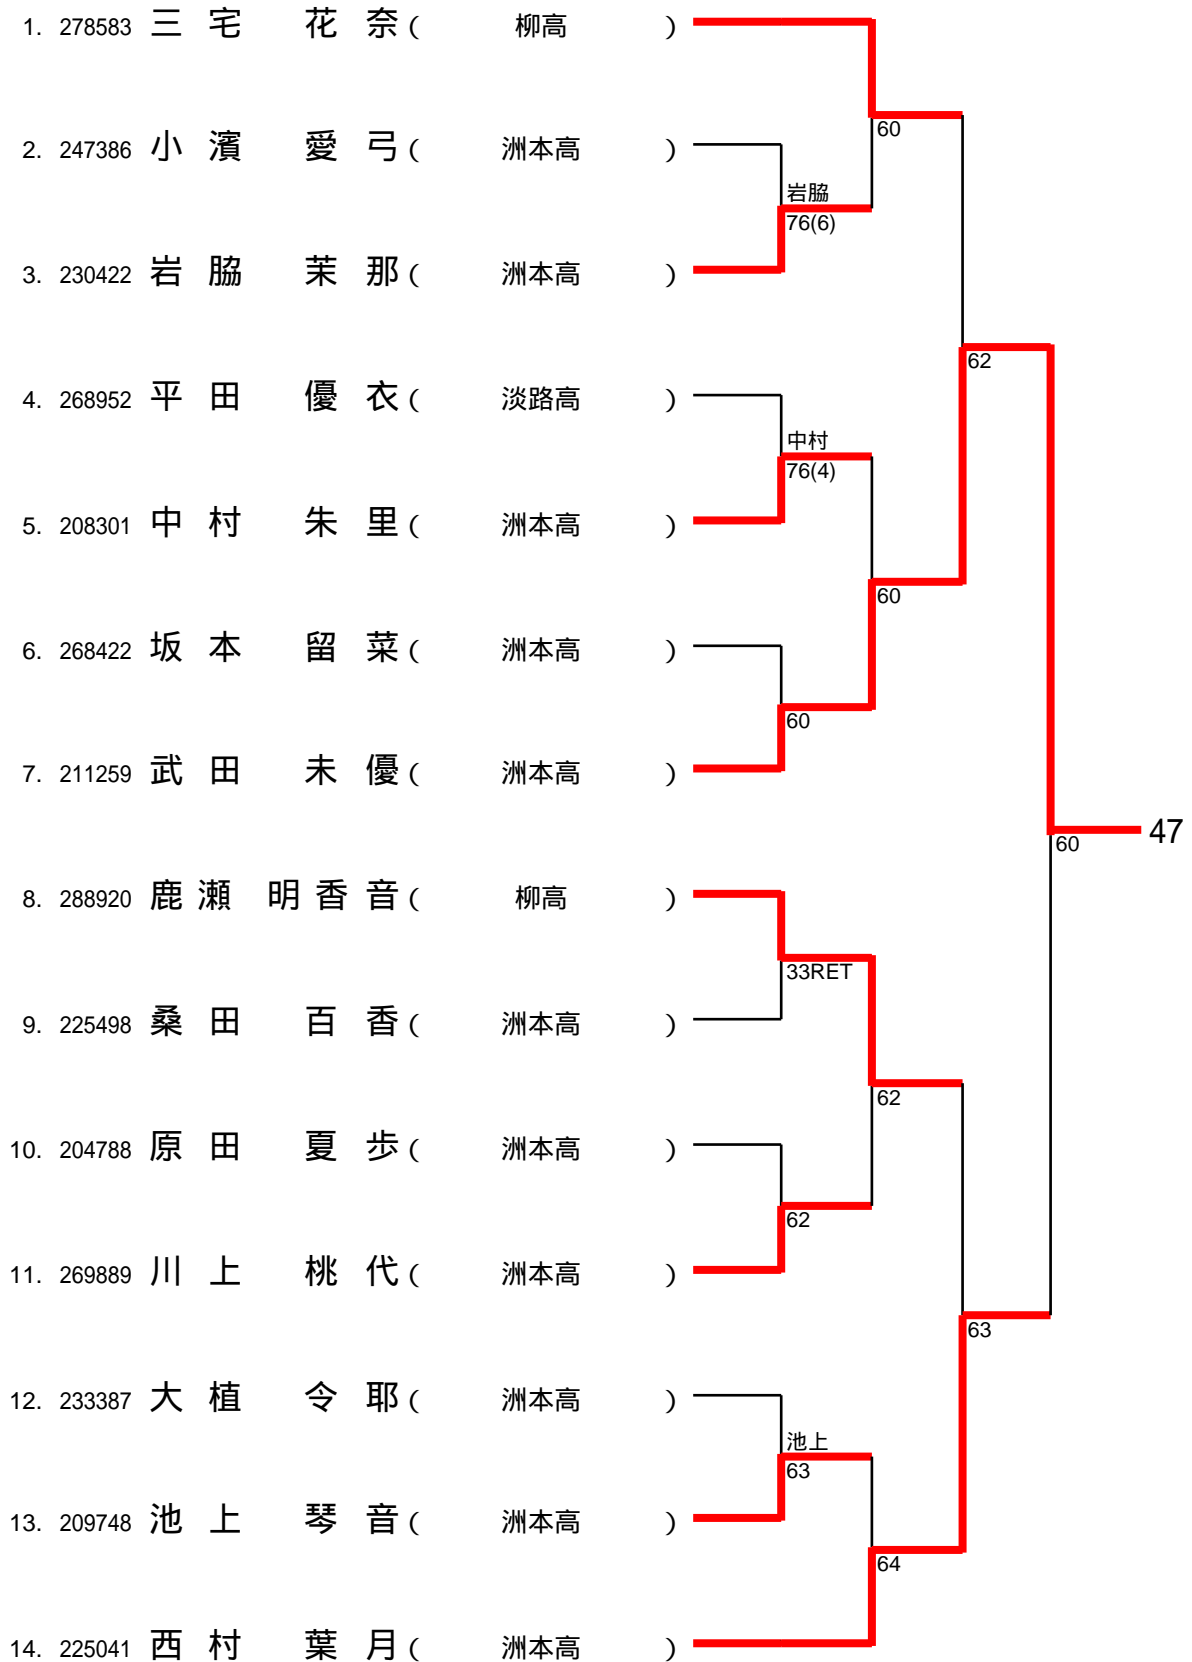 1. 278583 三宅 花奈 ( 柳高 )
60
2. 247386 小濱 愛弓 ( 洲本高 )
岩脇
76(6)
3. 230422 岩脇 茉那 ( 洲本高 )
62
4. 268952 平田 優衣 ( 淡路高 )
中村
76(4)
5. 208301 中村 朱里 ( 洲本高 )
60
6. 268422 坂本 留菜 ( 洲本高 )
60
7. 211259 武田 未優 ( 洲本高 )
47
60
8. 288920 鹿瀬 明香音 ( 柳高 )
33RET
9. 225498 桑田 百香 ( 洲本高 )
62
10. 204788 原田 夏歩 ( 洲本高 )
62
11. 269889 川上 桃代 ( 洲本高 )
63
12. 233387 大植 令耶 ( 洲本高 )
池上
63
13. 209748 池上 琴音 ( 洲本高 )
64
14. 225041 西村 葉月 ( 洲本高 )